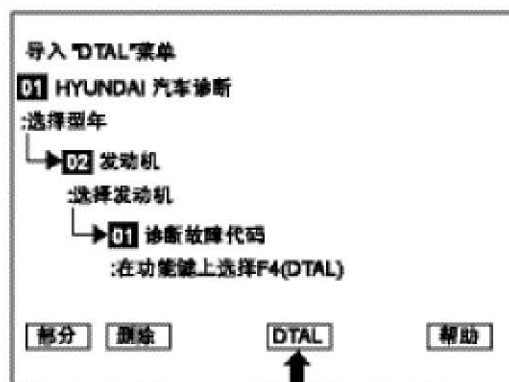 导入"DTAL"菜单
01 HYUNDAI 汽车诊断
:选择型年
02 发动机
:选择发动机
01 诊断故障代码
:在功能键上选择F4(DTAL)
部分 删除 DTAL 帮助